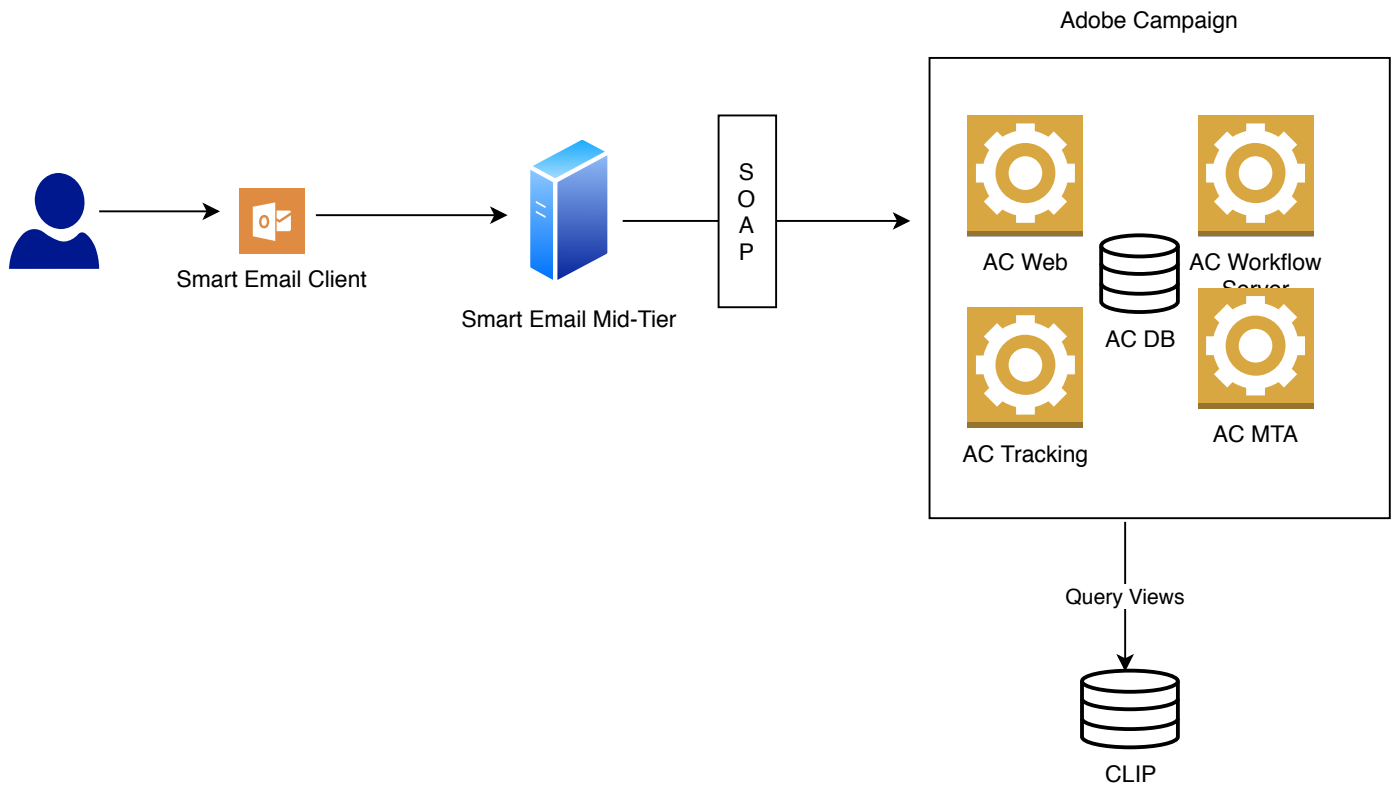 Adobe Campaign
S
O
A
P
AC Web
AC Workflow
Server
AC DB
Smart Email Client
Smart Email Mid-Tier
AC Tracking
AC MTA
Query Views
CLIP